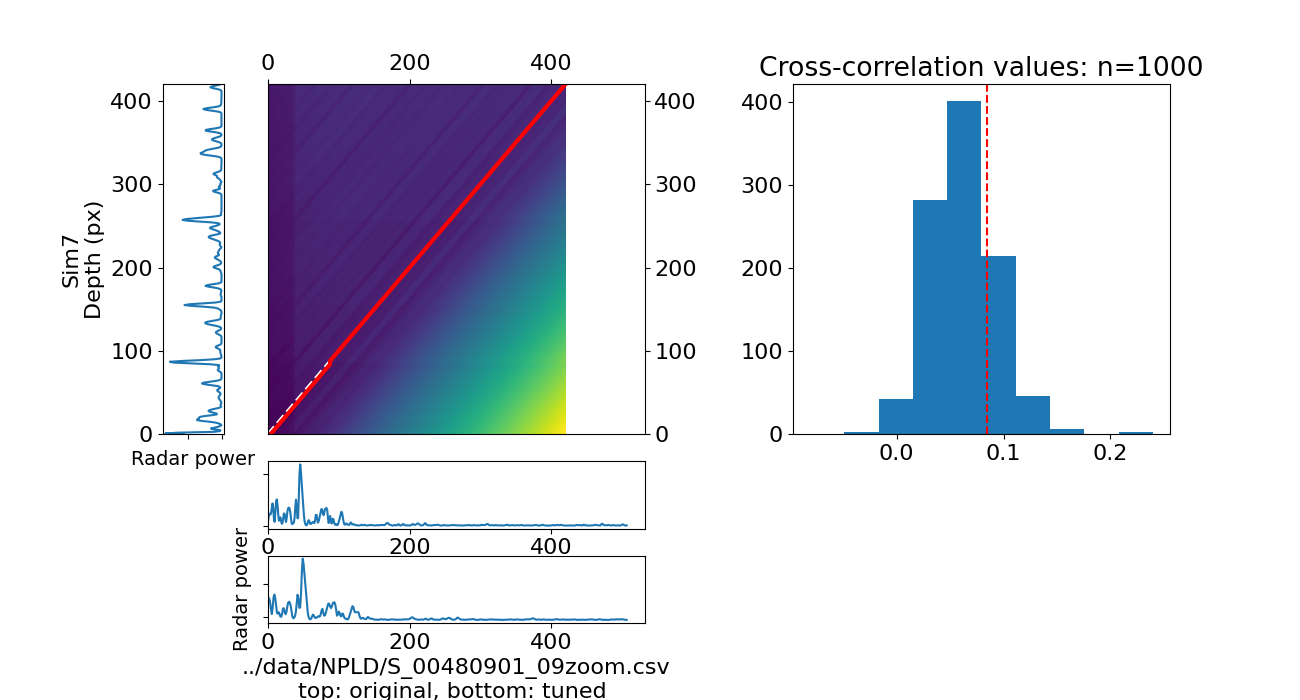 Cross-correlation values: n=1000
0 200 400
400
300
200
100
0
Sim7
Depth (px)
Radar power
400
300
200
100
0
400
300
200
100
0
0.0 0.1 0.2
0 200 400
Radar power
0 200 400
../data/NPLD/S_00480901_09zoom.csv
top: original, bottom: tuned